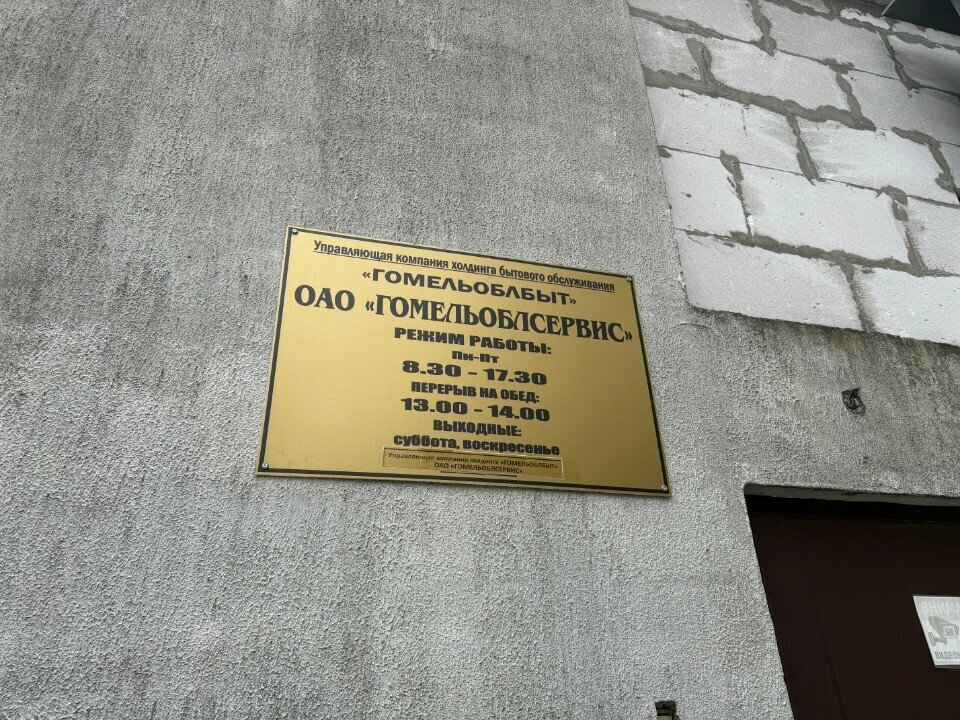 Управляющая компания холдинга бытового обслуживания
«ГОМЕЛЬОБЛБЫТ»
ОАО «ГОМЕЛЬОБЛСЕРВИС»
РЕЖИМ РАБОТЫ:
Пн-Пт
8.30 - 17.30
ПЕРЕРЫВ НА ОБЕД:
13.00 - 14.00
ВЫХОДНЫЕ:
суббота, воскресенье
Управляющая компания холдинга «ГОМЕЛЬОБЛБЫТ»
ОАО «ГОМЕЛЬОБЛСЕРВИС»